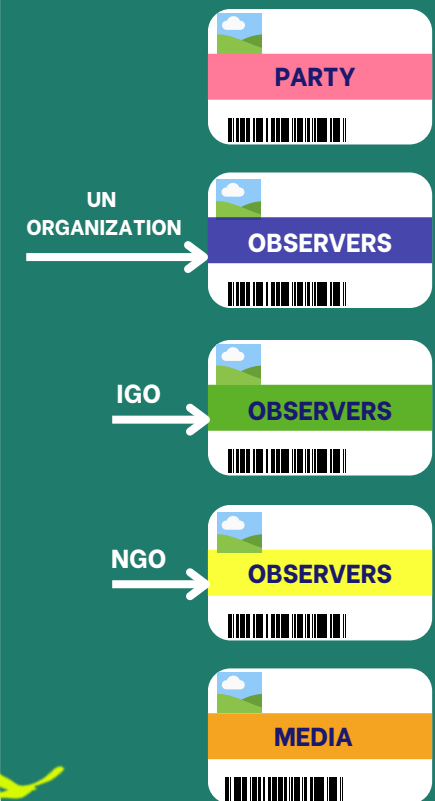 PARTY
UN
ORGANIZATION
OBSERVERS
IGO
OBSERVERS
NGO
OBSERVERS
MEDIA